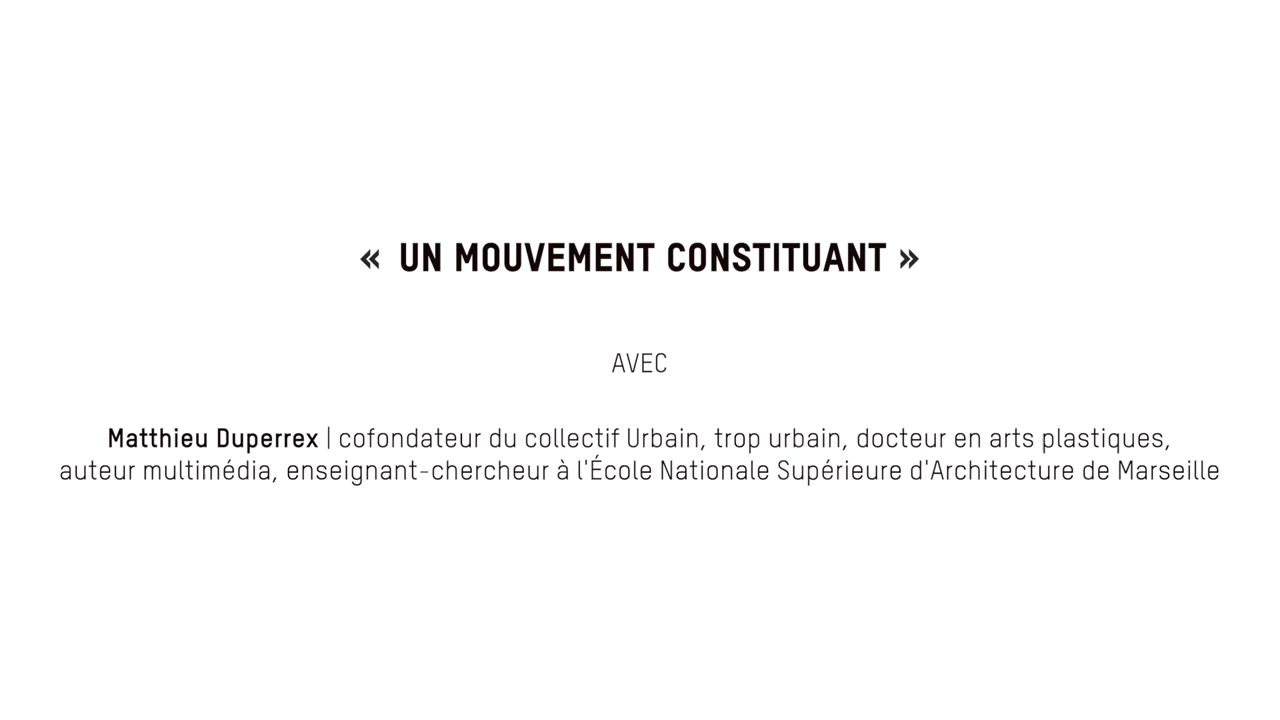 « UN MOUVEMENT CONSTITUANT »
AVEC
Matthieu Duperrex | cofondateur du collectif Urbain, trop urbain, docteur en arts plastiques,
auteur multimédia, enseignant-chercheur à l'École Nationale Supérieure d'Architecture de Marseille